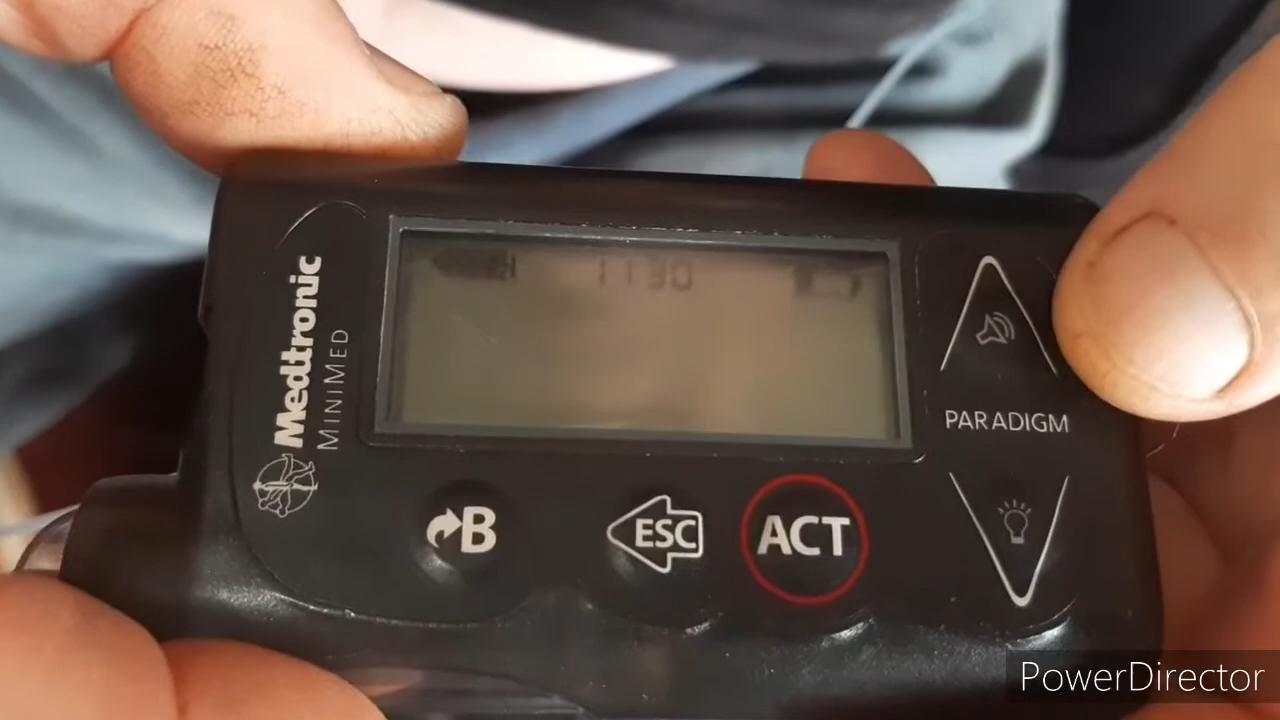 Medtronic
MINIMED
PARADIGM
B
ESC
ACT
PowerDirector